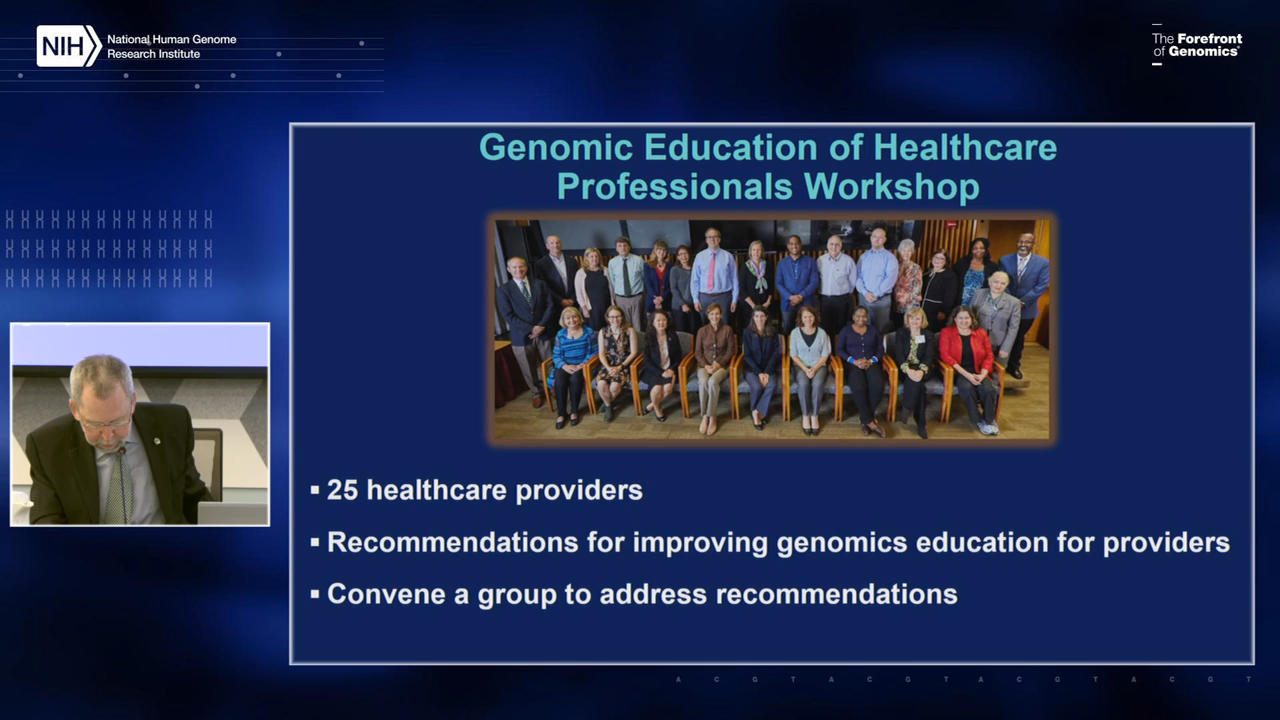 NIH
National Human Genome
Research Institute
The Forefront
of Genomics®
Genomic Education of Healthcare
Professionals Workshop
▪ 25 healthcare providers
▪ Recommendations for improving genomics education for providers
▪ Convene a group to address recommendations
A C G T A C G T A C G T A C G T